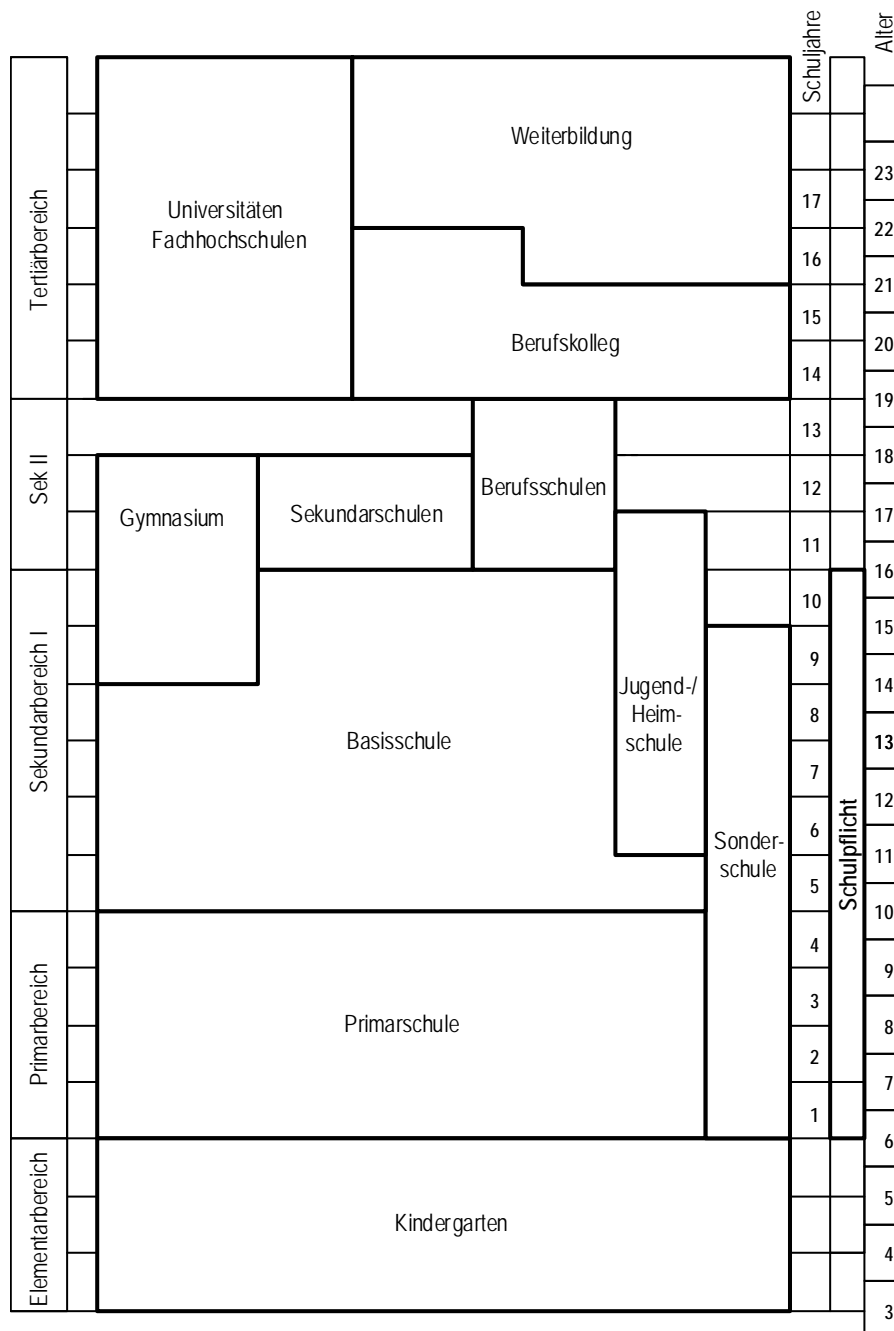 Schuljahre
Alter
Tertiärbereich
Sek II
Sekundarbereich I
Primarbereich
Elementarbereich
Weiterbildung
Universitäten
Fachhochschulen
Berufskolleg
Berufsschulen
Gymnasium
Sekundarschulen
Jugend-/
Heim-
schule
Basisschule
Sonder-
schule
Primarschule
Kindergarten
17
16
15
14
13
12
11
10
9
8
7
6
5
4
3
2
1
Schulpflicht
23
22
21
20
19
18
17
16
15
14
13
12
11
10
9
8
7
6
5
4
3